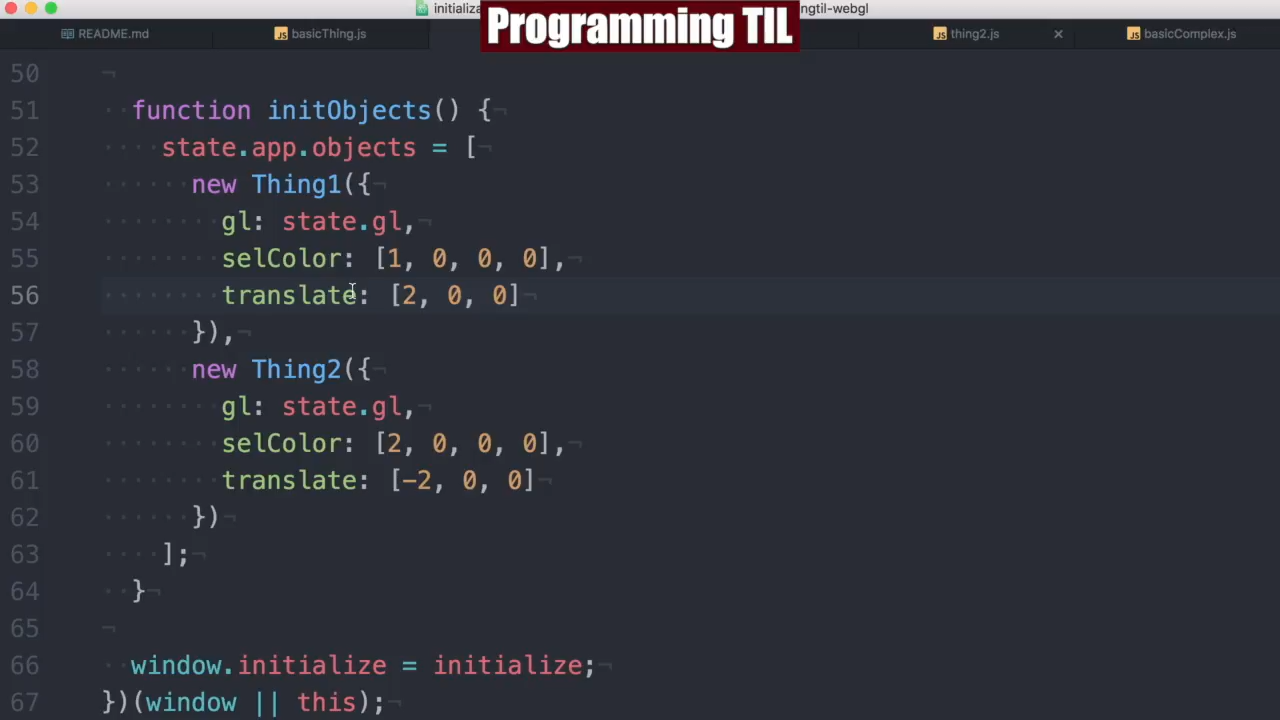 initializa
Programming TIL
ngtil-webgl
README.md
basicThing.js
thing2.js
basicComplex.js
50
51 function initObjects() {
52 state.app.objects = [
53 new Thing1({
54 gl: state.gl,
55 selColor: [1, 0, 0, 0],
56 translate: [2, 0, 0]
57 }),
58 new Thing2({
59 gl: state.gl,
60 selColor: [2, 0, 0, 0],
61 translate: [-2, 0, 0]
62 })
63 ];
64 }
65
66 window.initialize = initialize;
67 })(window || this);